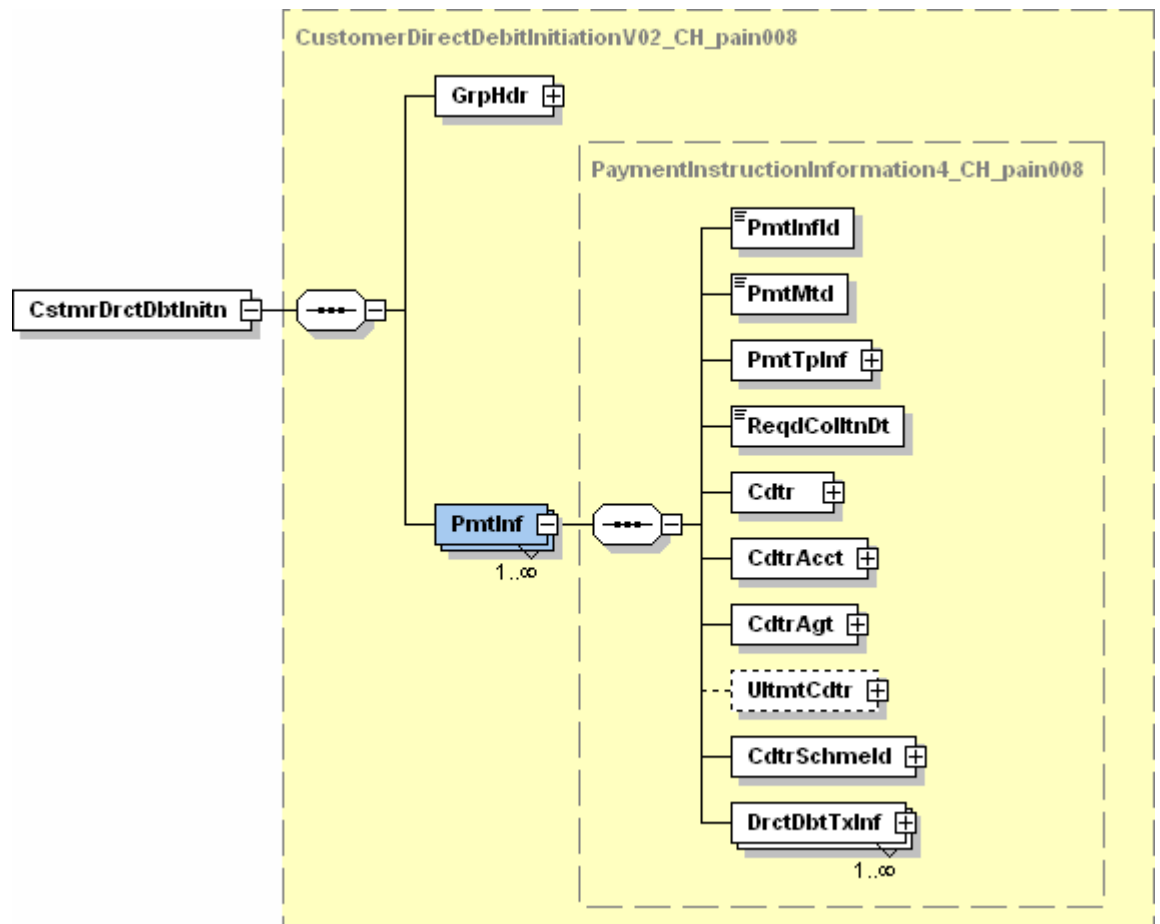 CustomerDirectDebitInitiationV02_CH_pain008
GrpHdr
PaymentInstructionInformation4_CH_pain008
PmtInfId
PmtMtd
CstmrDrctDbtInitn
PmtTpInf
ReqdColltnDt
Cdtr
PmtInf
1..∞
CdtrAcct
CdtrAgt
UltmtCdtr
CdtrSchmeId
DrctDbtTxInf
1..∞